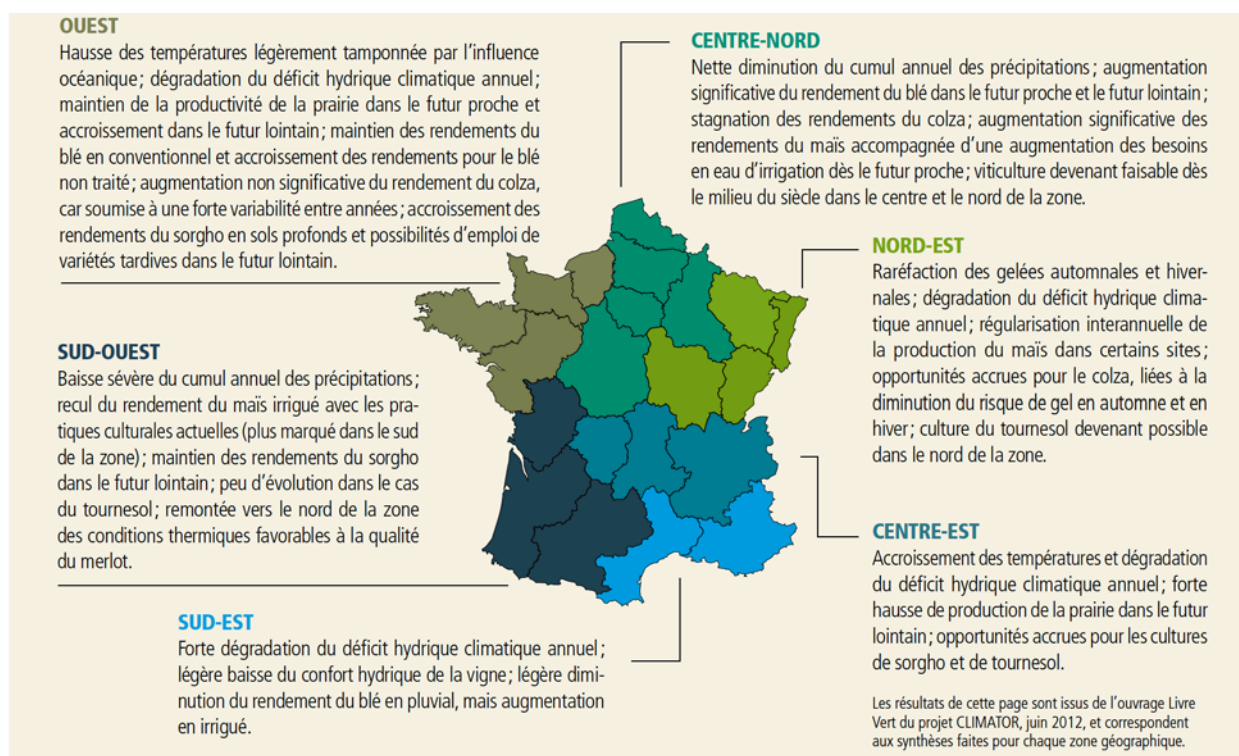 OUEST
Hausse des températures légèrement tamponnée par l'influence
océanique ; dégradation du déficit hydrique climatique annuel ;
maintien de la productivité de la prairie dans le futur proche et
accroissement dans le futur lointain ; maintien des rendements du
blé en conventionnel et accroissement des rendements pour le blé
non traité ; augmentation non significative du rendement du colza,
car soumise à une forte variabilité entre années ; accroissement des
rendements du sorgho en sols profonds et possibilités d'emploi de
variétés tardives dans le futur lointain.
CENTRE-NORD
Nette diminution du cumul annuel des précipitations ; augmentation
significative du rendement du blé dans le futur proche et le futur lointain ;
stagnation des rendements du colza ; augmentation significative des
rendements du maïs accompagnée d'une augmentation des besoins
en eau d'irrigation dès le futur proche ; viticulture devenant faisable dès
le milieu du siècle dans le centre et le nord de la zone.
NORD-EST
Raréfaction des gelées automnales et hiver-
nales ; dégradation du déficit hydrique clima-
tique annuel ; régularisation interannuelle de
la production du maïs dans certains sites ;
opportunités accrues pour le colza, liées à la
diminution du risque de gel en automne et en
hiver ; culture du tournesol devenant possible
dans le nord de la zone.
SUD-OUEST
Baisse sévère du cumul annuel des précipitations ;
recul du rendement du maïs irrigué avec les pra-
tiques culturales actuelles (plus marqué dans le sud
de la zone) ; maintien des rendements du sorgho
dans le futur lointain ; peu d'évolution dans le cas
du tournesol ; remontée vers le nord de la zone
des conditions thermiques favorables à la qualité
du merlot.
CENTRE-EST
Accroissement des températures et dégradation
du déficit hydrique climatique annuel ; forte
hausse de production de la prairie dans le futur
lointain ; opportunités accrues pour les cultures
de sorgho et de tournesol.
SUD-EST
Forte dégradation du déficit hydrique climatique annuel ;
légère baisse du confort hydrique de la vigne ; légère dimi-
nution du rendement du blé en pluvial, mais augmentation
en irrigué.
Les résultats de cette page sont issus de l'ouvrage Livre
Vert du projet CLIMATOR, juin 2012, et correspondent
aux synthèses faites pour chaque zone géographique.